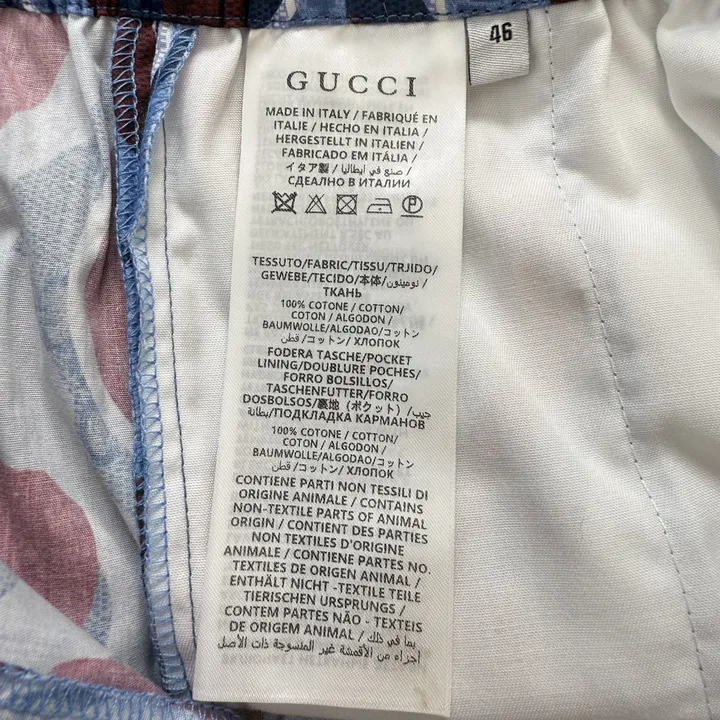 46
GUCCI
MADE IN ITALY / FABRIQUÉ EN
ITALIE / HECHO EN ITALIA /
HERGESTELLT IN ITALIEN /
FABRICADO EM ITÁLIA /
イタア製 / صنع في ايطاليا /
СДЕЛАНО В ИТАЛИИ
P
TESSUTO/FABRIC/TISSU/TRJIDO/
GEWEBE/TECIDO/本体/نومينون/
ТКАНЬ
100% COTONE / COTTON/
COTON / ALGODON /
BAUMWOLLE/ALGODAO/コットン
قطن /コットン/ ХЛОПОК
FODERA TASCHE/POCKET
LINING/DOUBLURE POCHES/
FORRO BOLSILLOS/
TASCHENFUTTER/FORRO
DOSBOLSOS/裏地（ポケット）/جيب
بطانة/ПОДКЛАДКА КАРМАНОВ
100% COTONE / COTTON/
COTON / ALGODON /
BAUMWOLLE/ALGODAO/コットン
قطن /コットン/ ХЛОПОК
CONTIENE PARTI NON TESSILI DI
ORIGINE ANIMALE / CONTAINS
NON-TEXTILE PARTS OF ANIMAL
ORIGIN / CONTIENT DES PARTIES
NON TEXTILES D'ORIGINE
ANIMALE / CONTIENE PARTES NO.
TEXTILES DE ORIGEN ANIMAL /
ENTHÄLT NICHT -TEXTILE TEILE
TIERISCHEN URSPRUNGS /
CONTEM PARTES NÃO - TEXTEIS
DE ORIGEM ANIMAL / بما في ذلك
أجزاء من الأقمشة غير المنسوجة ذات الأصل